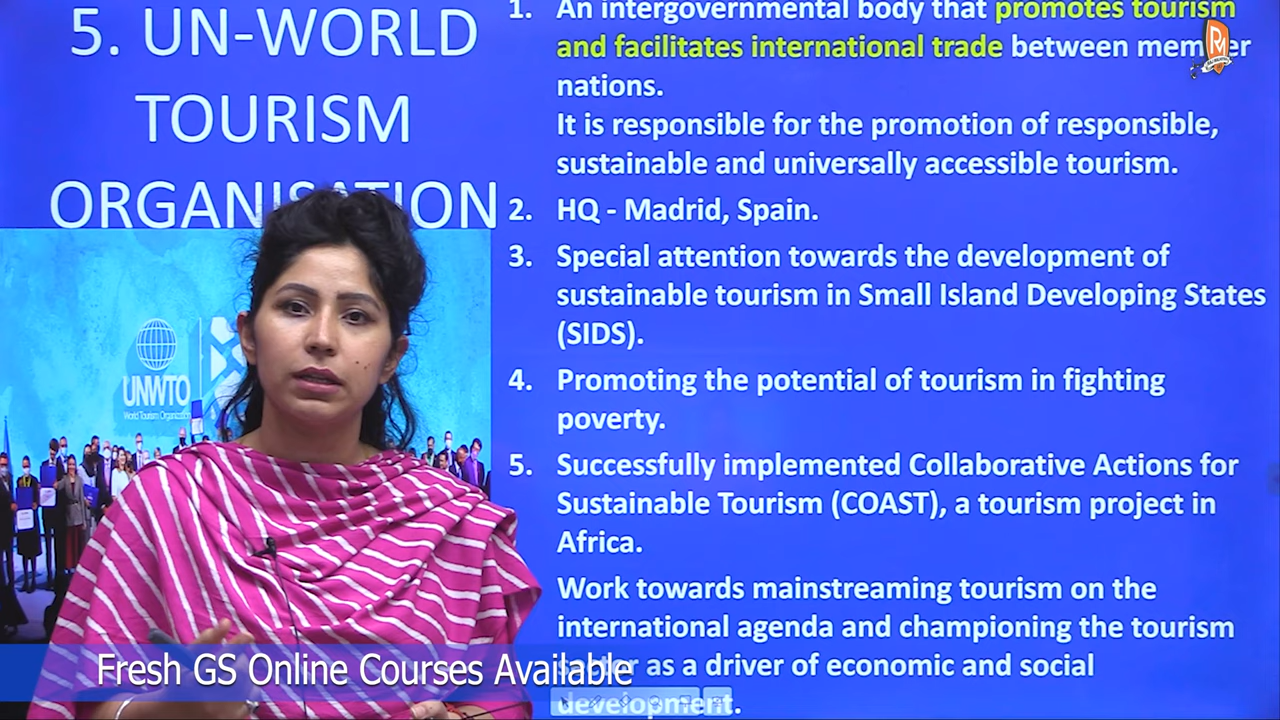 5. UN-WORLD
TOURISM
ORGANISATION
1. An intergovernmental body that promotes tourism
and facilitates international trade between member
nations.
It is responsible for the promotion of responsible,
sustainable and universally accessible tourism.
2. HQ - Madrid, Spain.
3. Special attention towards the development of
sustainable tourism in Small Island Developing States
(SIDS).
4. Promoting the potential of tourism in fighting
poverty.
5. Successfully implemented Collaborative Actions for
Sustainable Tourism (COAST), a tourism project in
Africa.
Work towards mainstreaming tourism on the
international agenda and championing the tourism
sector as a driver of economic and social
development.
UNWTO
World Tourism Organization
Fresh GS Online Courses Available